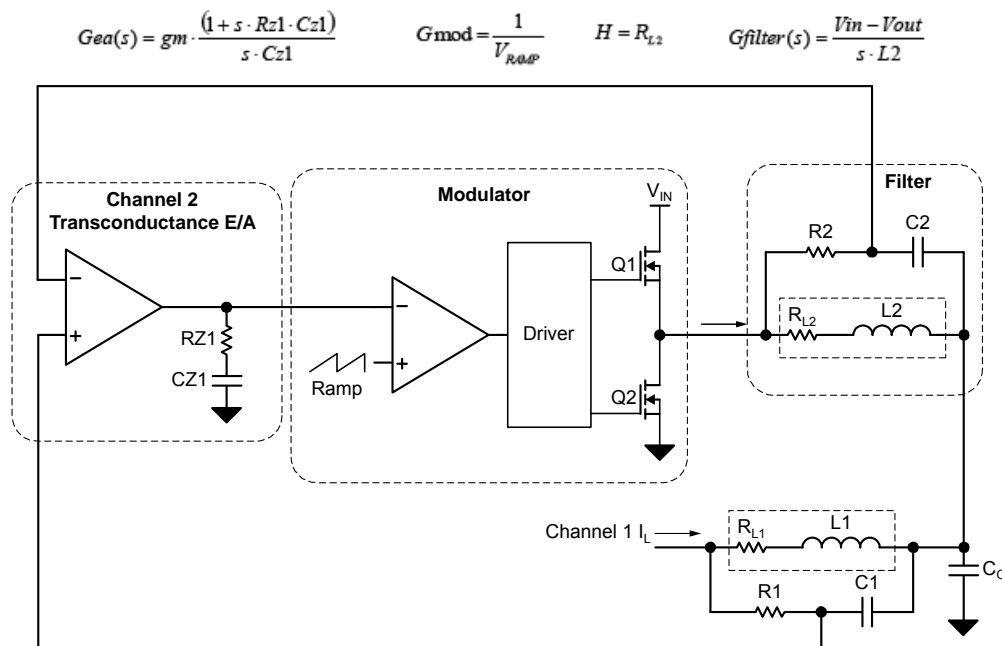 Gea(s) = gm · (1 + s · Rz1 · Cz1) / s · Cz1
Gmod = 1 / V_RAMP
H = R_L2
Gfilter(s) = Vin − Vout / s · L2
Channel 2
Transconductance E/A
Modulator
Filter
V_IN
R2
C2
Q1
−
+
RZ1
CZ1
−
+
Ramp
Driver
R_L2
L2
Q2
Channel 1 I_L
R_L1
L1
R1
C1
C_O